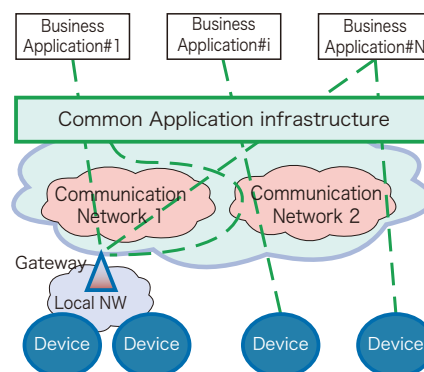 Business
Application#1
Business
Application#i
Business
Application#N
Common Application infrastructure
Communication
Network 1
Communication
Network 2
Gateway
Local NW
Device
Device
Device
Device